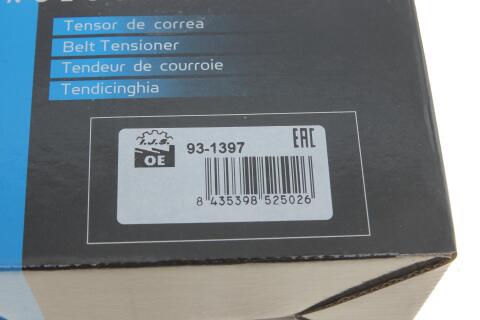 Tensor de correa
Belt Tensioner
Tendeur de courroie
Tendicinghia
I.J.S.
OE
93-1397
EAC
8 435398 525026